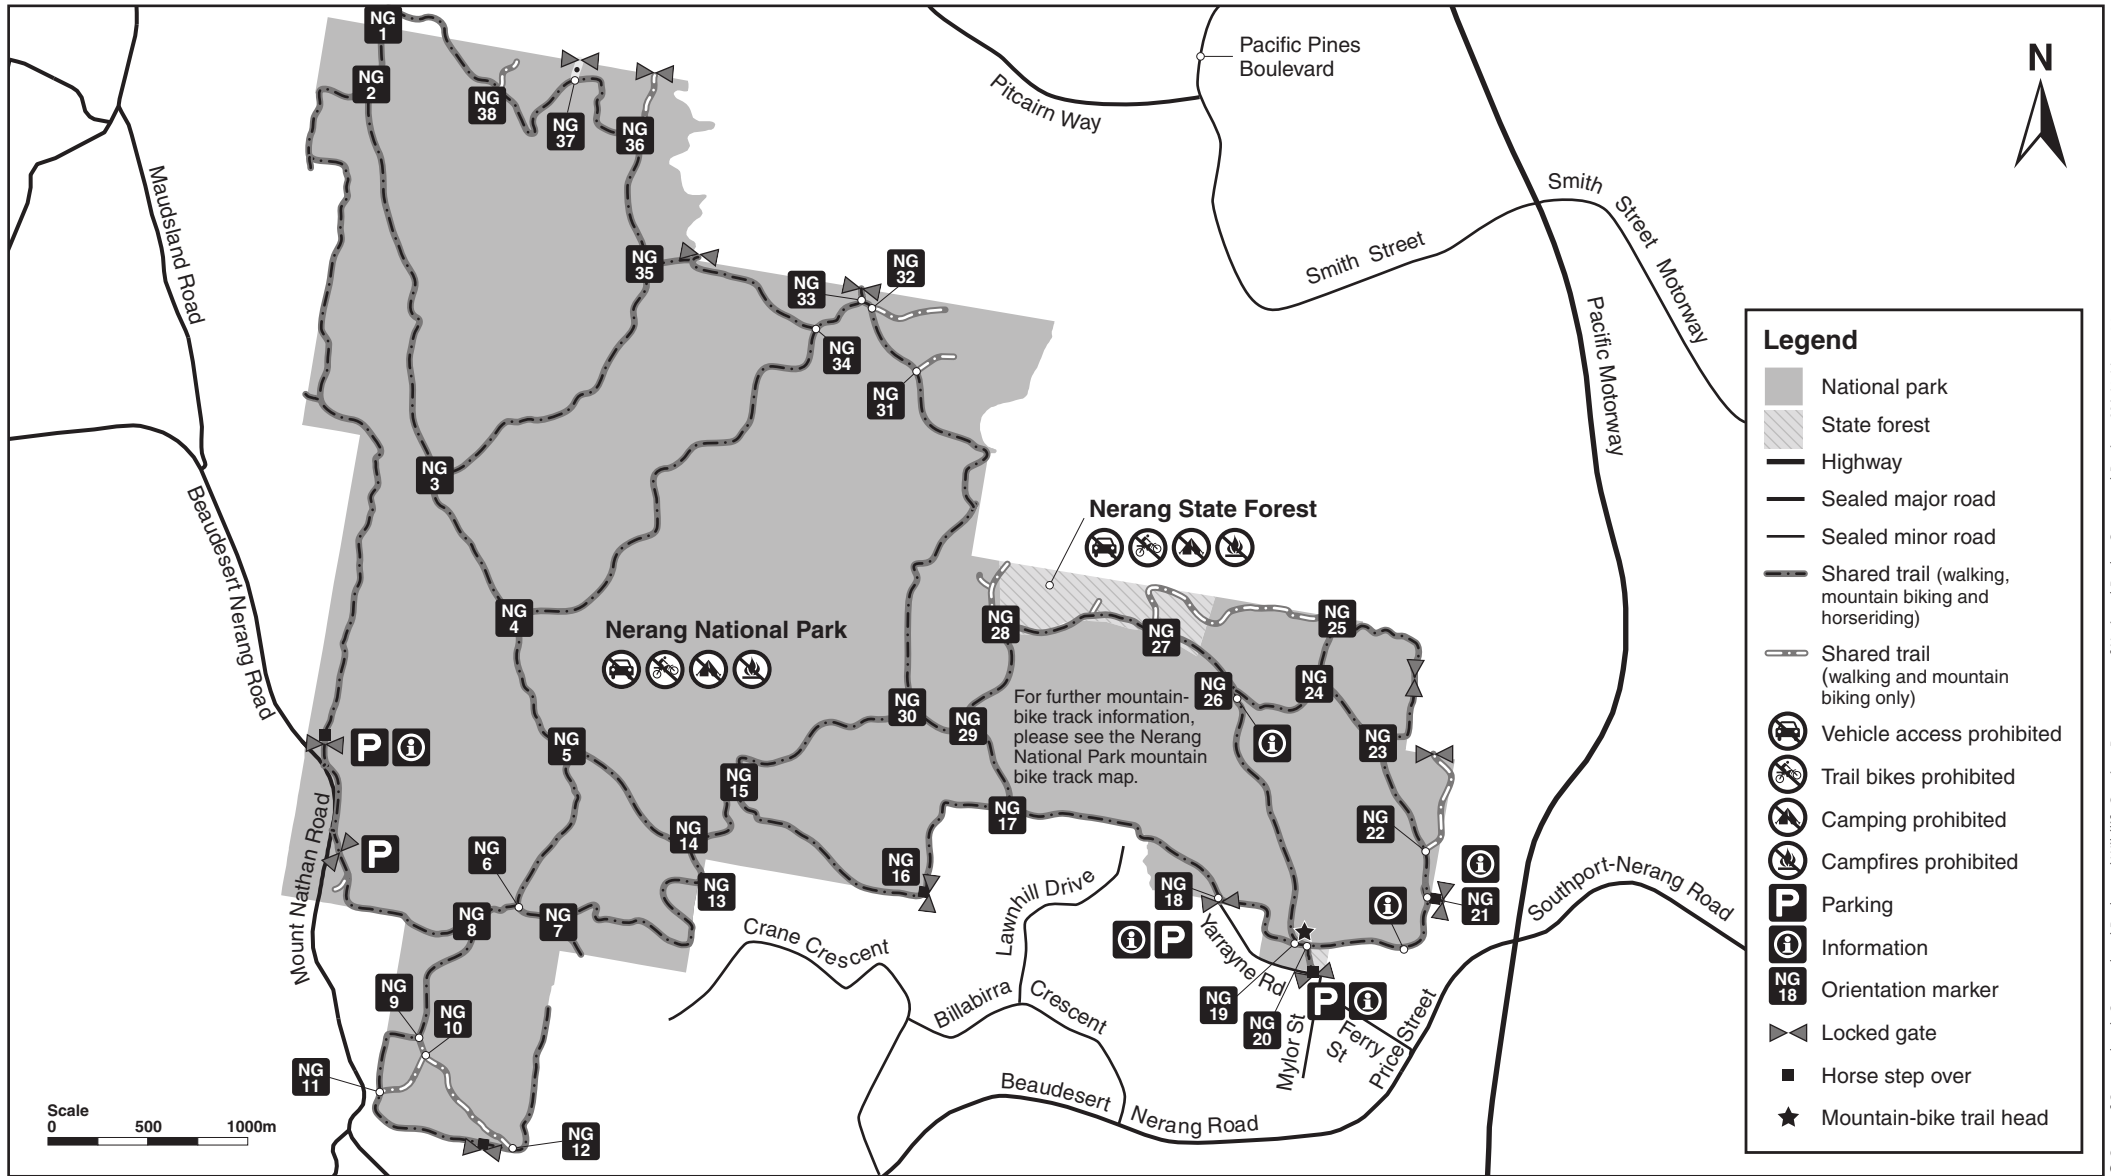 NG
1
NG
2
NG
38
NG
37
NG
36
Pacific Pines
Boulevard
Pitcairn Way
N
Maudsland Road
Smith
Street Motorway
Smith Street
NG
35
NG
33
NG
32
NG
34
NG
31
Pacific Motorway
NG
3
Beaudesert Nerang Road
Nerang State Forest
NG
4
Nerang National Park
NG
28
NG
27
NG
25
NG
26
NG
24
NG
30
NG
29
For further mountain-
bike track information,
please see the Nerang
National Park mountain
bike track map.
NG
23
P
NG
5
NG
15
NG
17
NG
22
Mount Nathan Road
P
NG
14
NG
6
NG
16
NG
13
NG
8
NG
7
Lawnhill Drive
NG
18
NG
21
Southport-Nerang Road
P
Yarrayne Rd
Crane Crescent
Billabirra
Crescent
NG
9
NG
10
NG
11
NG
12
NG
19
NG
20
P
Mylor St
Ferry
St
Price Street
Beaudesert
Nerang Road
Scale
0 500 1000m
Legend
National park
State forest
Highway
Sealed major road
Sealed minor road
Shared trail (walking,
mountain biking and
horseriding)
Shared trail
(walking and mountain
biking only)
Vehicle access prohibited
Trail bikes prohibited
Camping prohibited
Campfires prohibited
P Parking
Information
NG
18 Orientation marker
Locked gate
Horse step over
Mountain-bike trail head